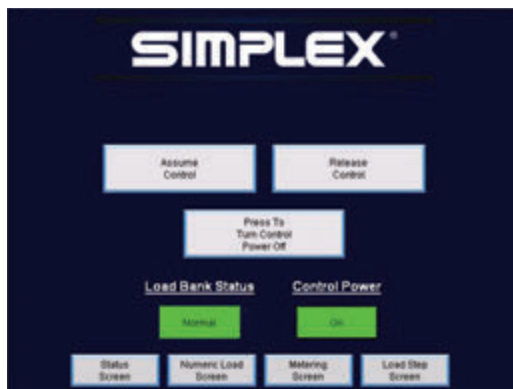 SIMPLEX®
Assume
Control
Release
Control
Press To
Turn Control
Power Off
Load Bank Status
Control Power
Normal
On
Status
Screen
Numeric Load
Screen
Metering
Screen
Load Step
Screen